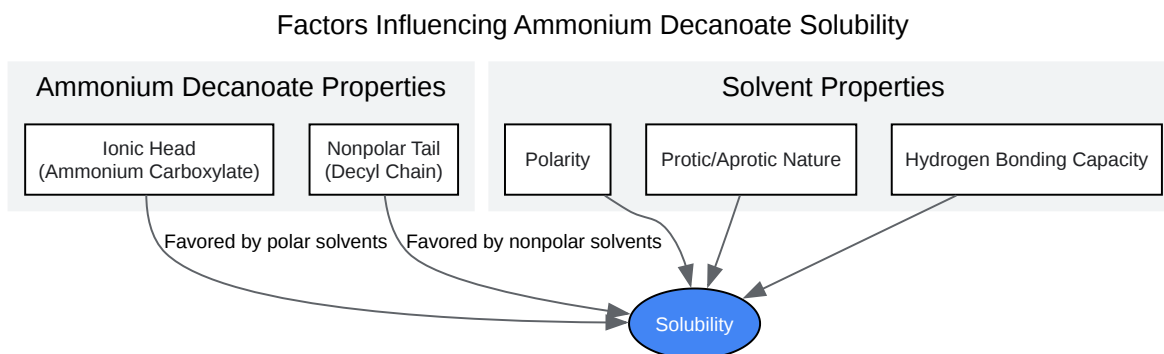 Factors Influencing Ammonium Decanoate Solubility
Ammonium Decanoate Properties
Solvent Properties
Ionic Head
(Ammonium Carboxylate)
Nonpolar Tail
(Decyl Chain)
Polarity
Protic/Aprotic Nature
Hydrogen Bonding Capacity
Favored by polar solvents
Favored by nonpolar solvents
Solubility